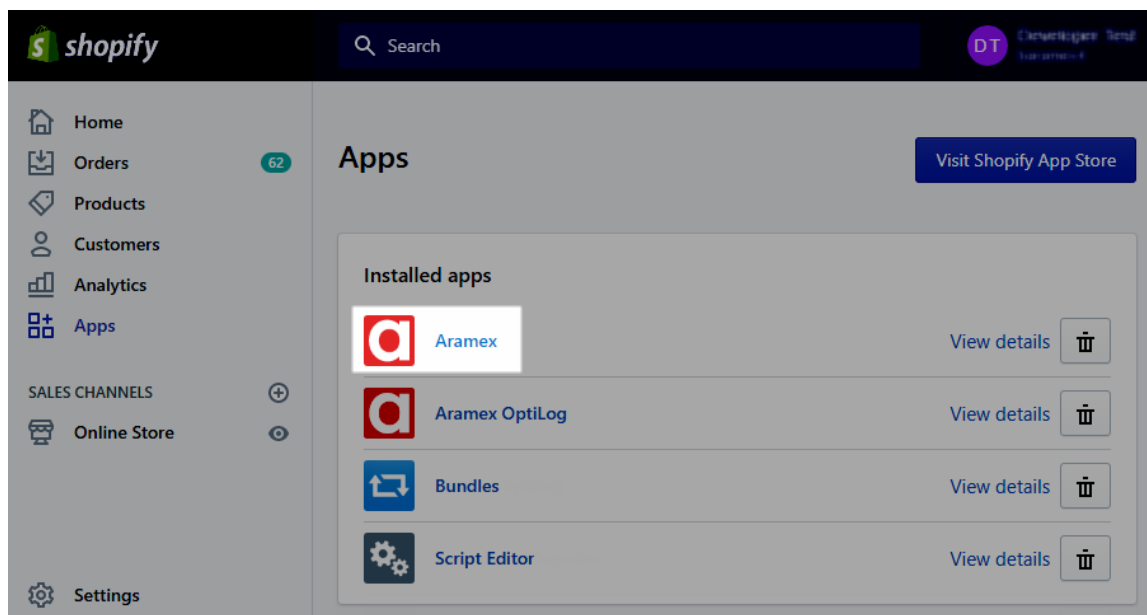 shopify
Search
DT
Home
Orders 62
Products
Customers
Analytics
Apps
SALES CHANNELS
Online Store
Settings
Apps
Visit Shopify App Store
Installed apps
Aramex View details
Aramex OptiLog View details
Bundles View details
Script Editor View details